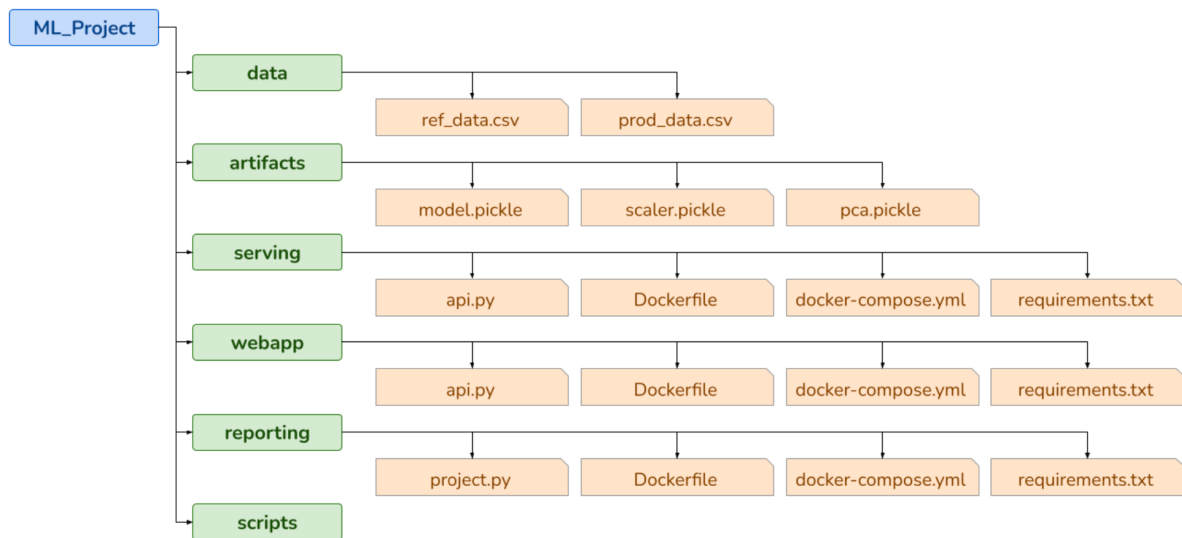 ML_Project
data
ref_data.csv prod_data.csv
artifacts
model.pickle scaler.pickle pca.pickle
serving
api.py Dockerfile docker-compose.yml requirements.txt
webapp
api.py Dockerfile docker-compose.yml requirements.txt
reporting
project.py Dockerfile docker-compose.yml requirements.txt
scripts